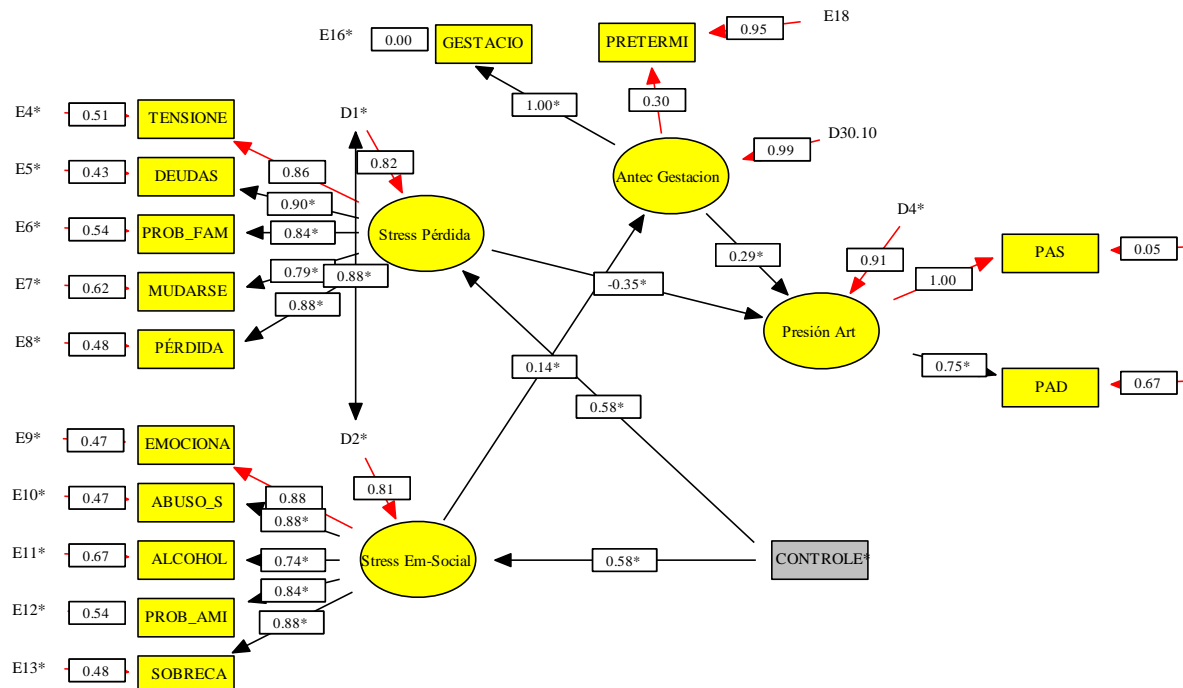 E16*
0.00
GESTACIO
PRETERMI
0.95
E18
1.00*
0.30
D30.10
0.99
Antec Gestacion
E4*
0.51
TENSIONE
D1*
0.82
0.86
E5*
0.43
DEUDAS
0.90*
E6*
0.54
PROB_FAM
0.84*
Stress Pérdida
E7*
0.62
MUDARSE
0.79*
0.88*
E8*
0.48
PÉRDIDA
0.88*
-0.35*
0.29*
D4*
0.91
1.00
PAS
0.05
Presión Art
0.75*
PAD
0.67
0.14*
0.58*
E9*
0.47
EMOCIONA
D2*
0.81
0.88
E10*
0.47
ABUSO_S
0.88*
E11*
0.67
ALCOHOL
0.74*
Stress Em-Social
0.58*
CONTROLE*
E12*
0.54
PROB_AMI
0.84*
0.88*
E13*
0.48
SOBRECA